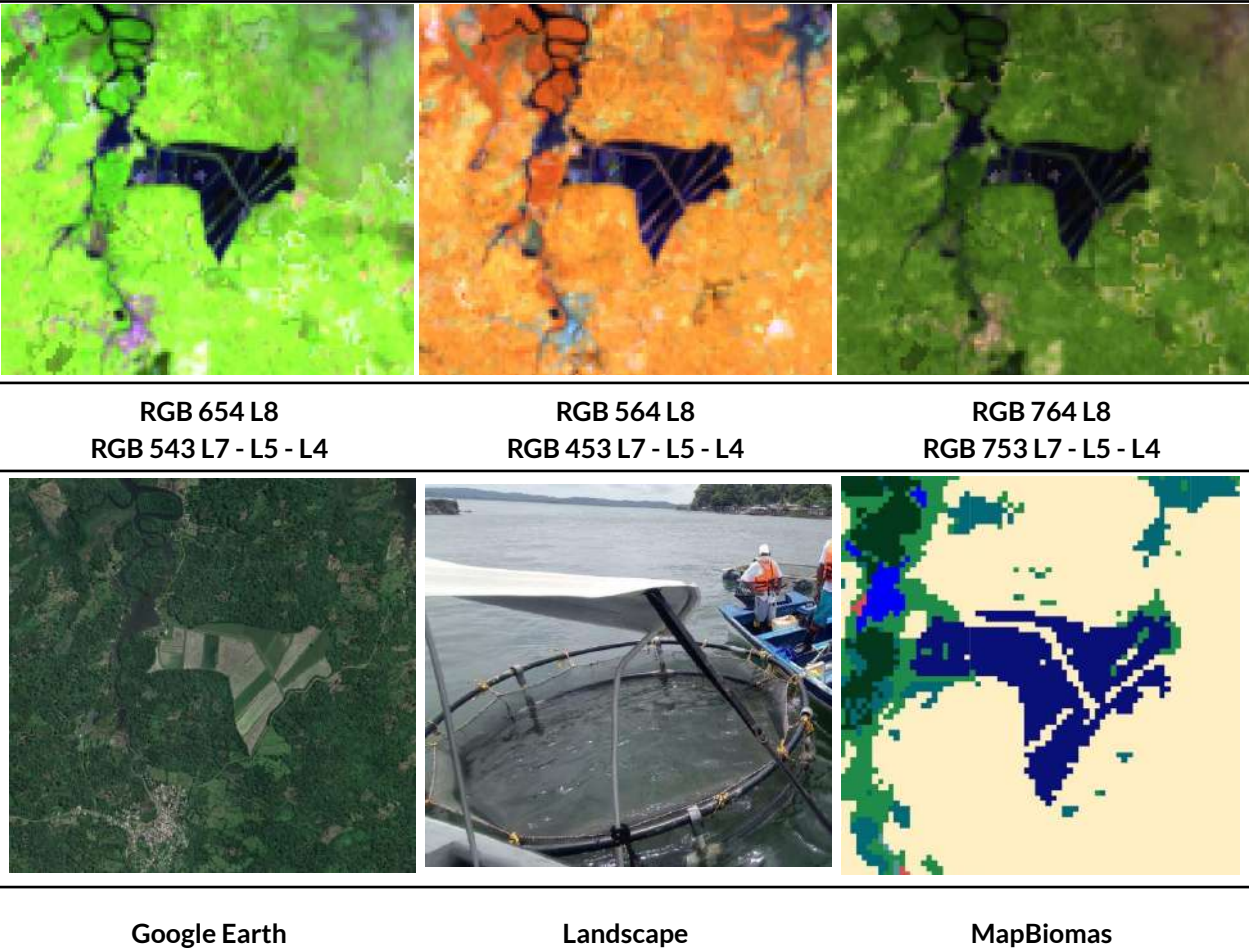 RGB 654 L8
RGB 564 L8
RGB 764 L8
RGB 543 L7 - L5 - L4
RGB 453 L7 - L5 - L4
RGB 753 L7 - L5 - L4
Google Earth
Landscape
MapBiomas